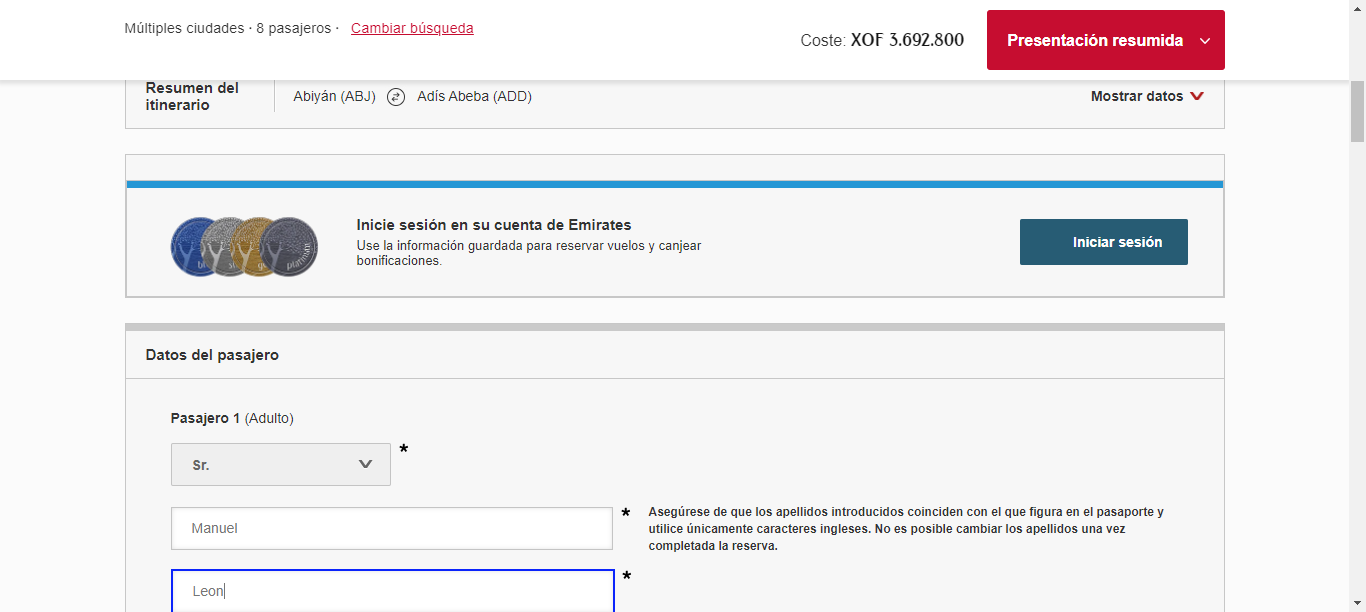 Múltiples ciudades · 8 pasajeros · Cambiar búsqueda
Coste: XOF 3.692.800
Presentación resumida
Resumen del
itinerario
Abiyán (ABJ) Adís Abeba (ADD)
Mostrar datos
Inicie sesión en su cuenta de Emirates
Use la información guardada para reservar vuelos y canjear
bonificaciones.
Iniciar sesión
platinum
Datos del pasajero
Pasajero 1 (Adulto)
Sr.
*
Manuel
*
Asegúrese de que los apellidos introducidos coinciden con el que figura en el pasaporte y
utilice únicamente caracteres ingleses. No es posible cambiar los apellidos una vez
completada la reserva.
Leon
*